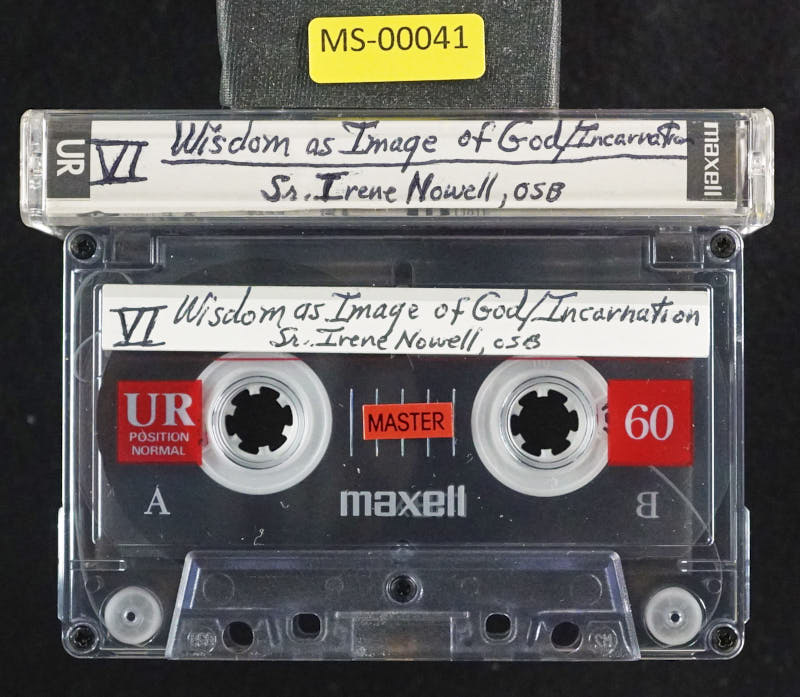 MS-00041
UR
VI Wisdom as Image of God/Incarnation
Sr. Irene Nowell, OSB
maxell
VI Wisdom as Image of God/Incarnation
Sr. Irene Nowell, OSB
UR
POSITION
NORMAL
MASTER
60
A
maxell
B